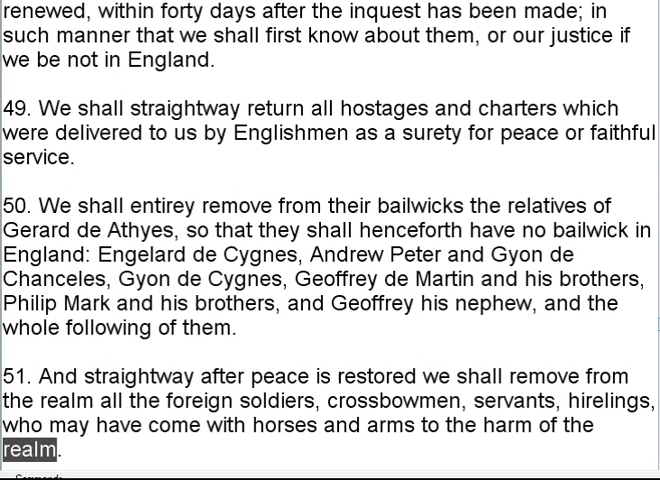 renewed, within forty days after the inquest has been made; in
such manner that we shall first know about them, or our justice if
we be not in England.
49. We shall straightway return all hostages and charters which
were delivered to us by Englishmen as a surety for peace or faithful
service.
50. We shall entirey remove from their bailwicks the relatives of
Gerard de Athyes, so that they shall henceforth have no bailwick in
England: Engelard de Cygnes, Andrew Peter and Gyon de
Chanceles, Gyon de Cygnes, Geoffrey de Martin and his brothers,
Philip Mark and his brothers, and Geoffrey his nephew, and the
whole following of them.
51. And straightway after peace is restored we shall remove from
the realm all the foreign soldiers, crossbowmen, servants, hirelings,
who may have come with horses and arms to the harm of the
realm.